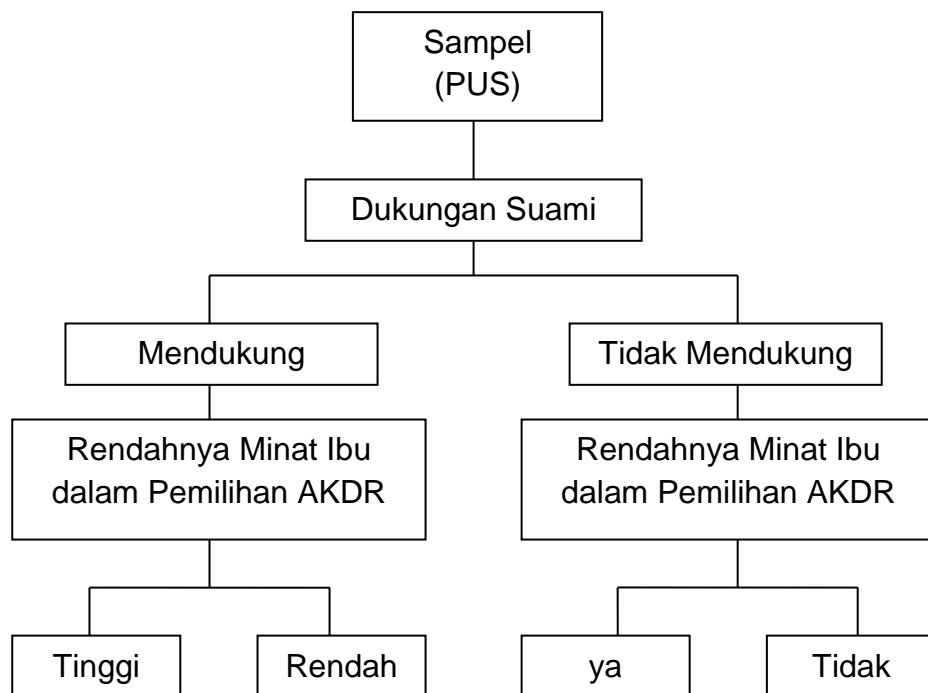 Sampel
(PUS)
Dukungan Suami
Mendukung
Tidak Mendukung
Rendahnya Minat Ibu
dalam Pemilihan AKDR
Rendahnya Minat Ibu
dalam Pemilihan AKDR
Tinggi
Rendah
ya
Tidak